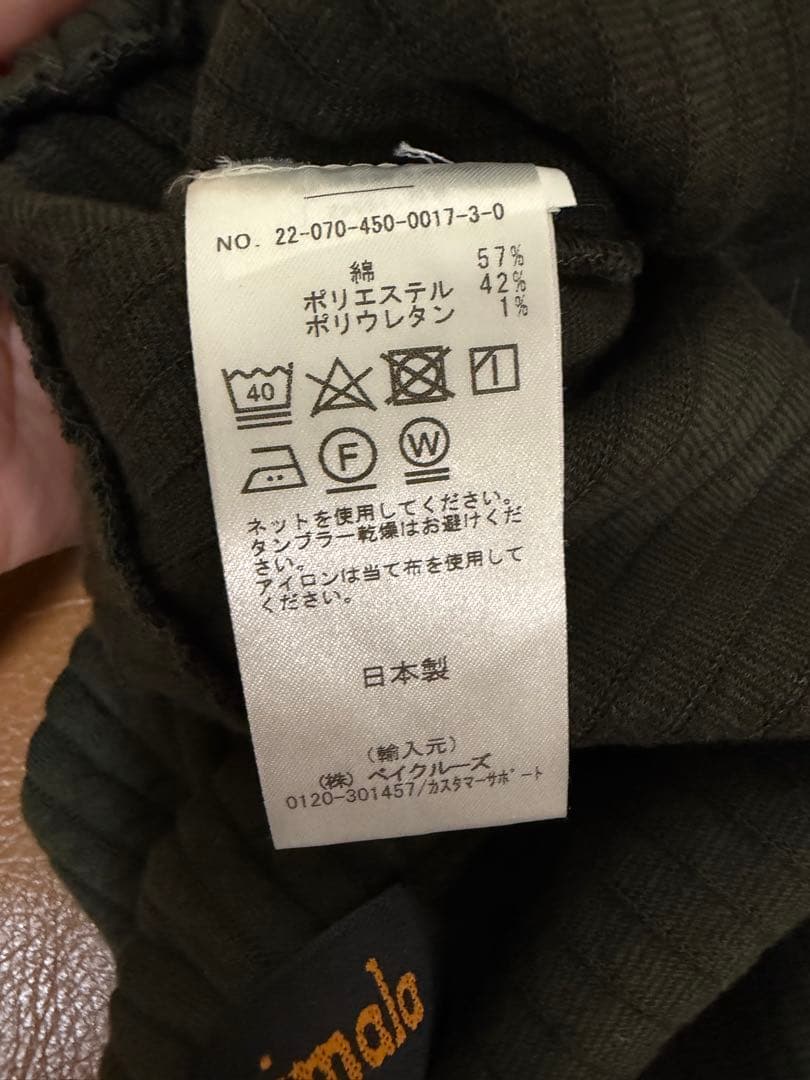 NO. 22-070-450-0017-3-0
綿 57%
ポリエステル 42%
ポリウレタン 1%
40
F W
ネットを使用してください。
タンブラー乾燥はお避けくだ
さい。
アイロンは当て布を使用して
ください。
日本製
(輸入元)
(株) ベイクルーズ
0120-301457/カスタマーサポート